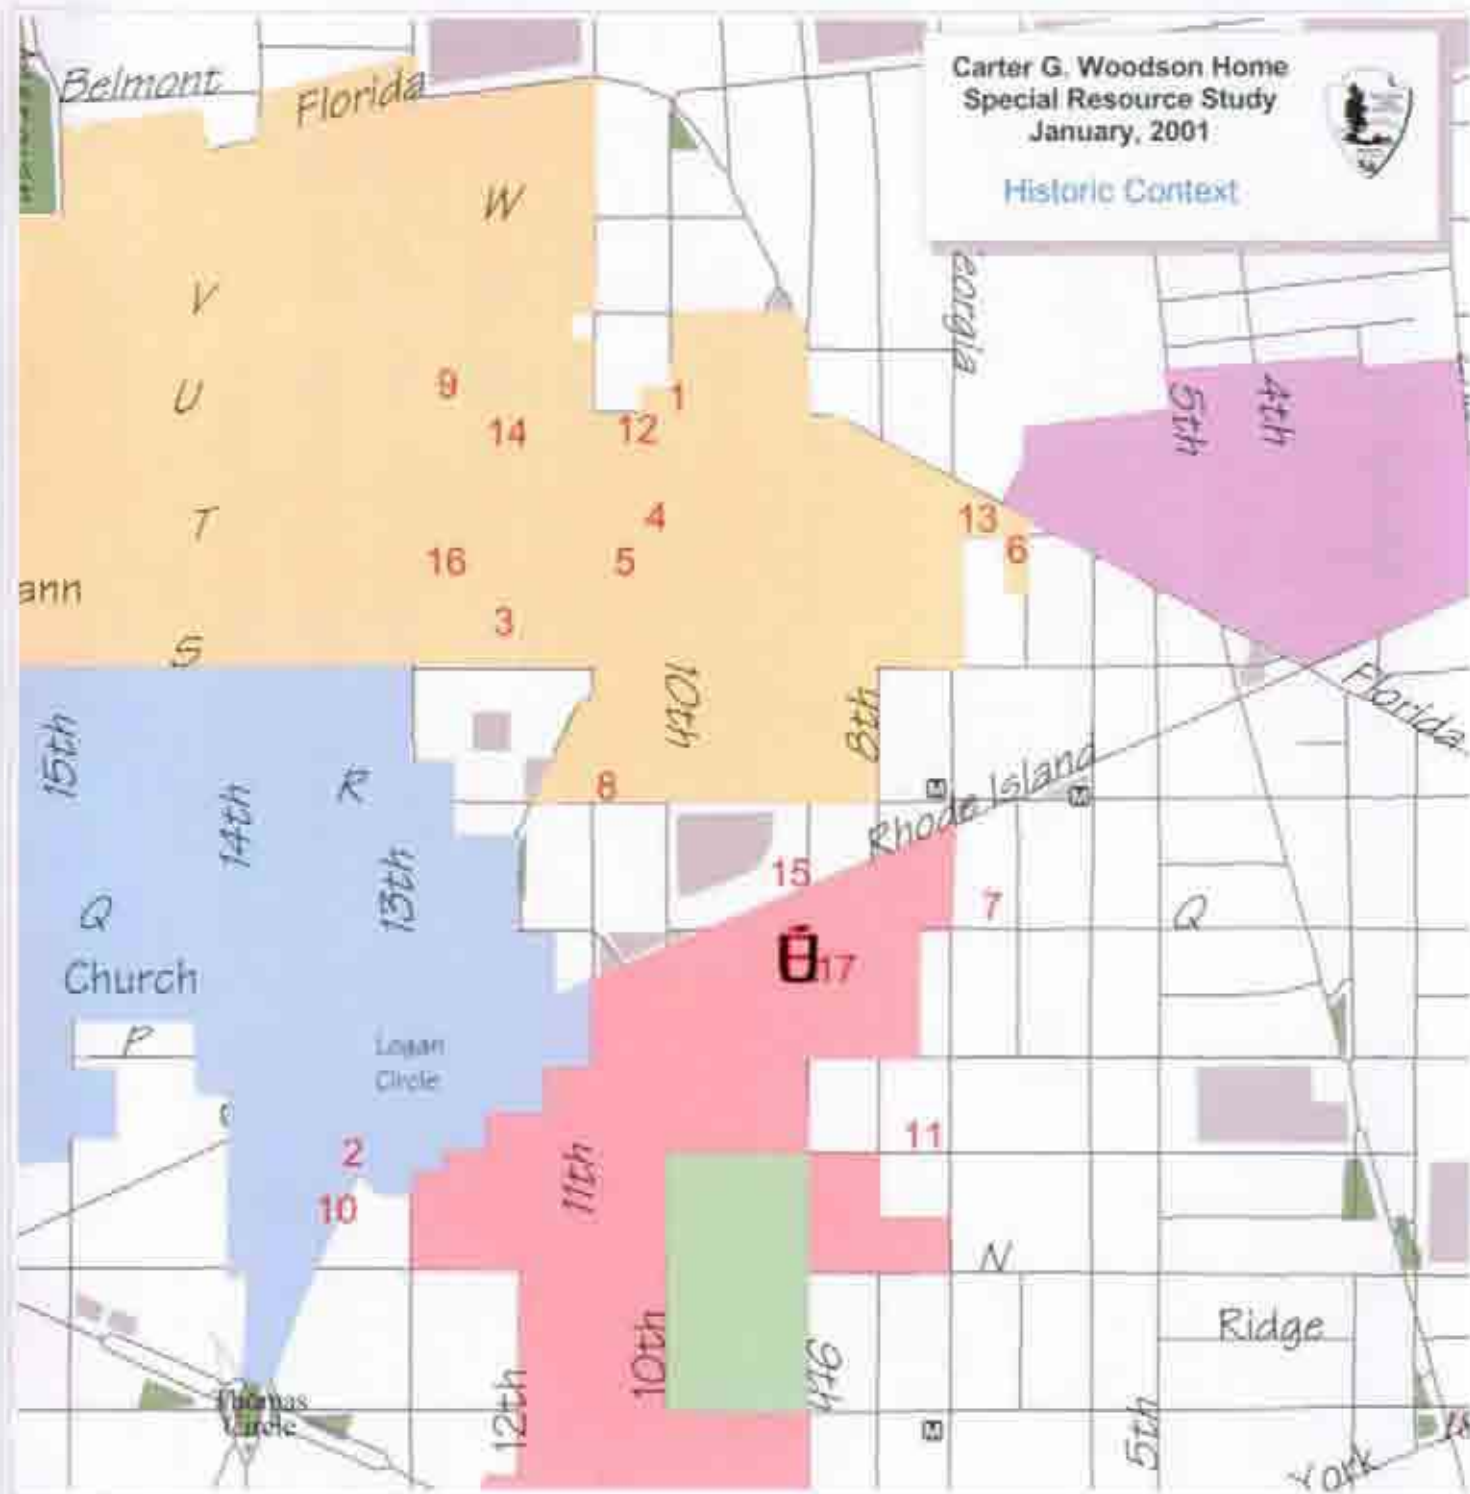 Carter G. Woodson Home
Special Resource Study
January, 2001
Historic Context
Belmont
Florida
W
V
eorgia
U
9
1
5th
4th
14
12
T
4
13
16
5
6
ann
3
S
10th
8th
Florida
15th
R
8
Rhode Island
M
M
14th
13th
15
7
Q
Q
Church
17
P
Logan
Circle
11
2
11th
10
N
Ridge
10th
9th
12th
Thomas
Circle
5th
M
York